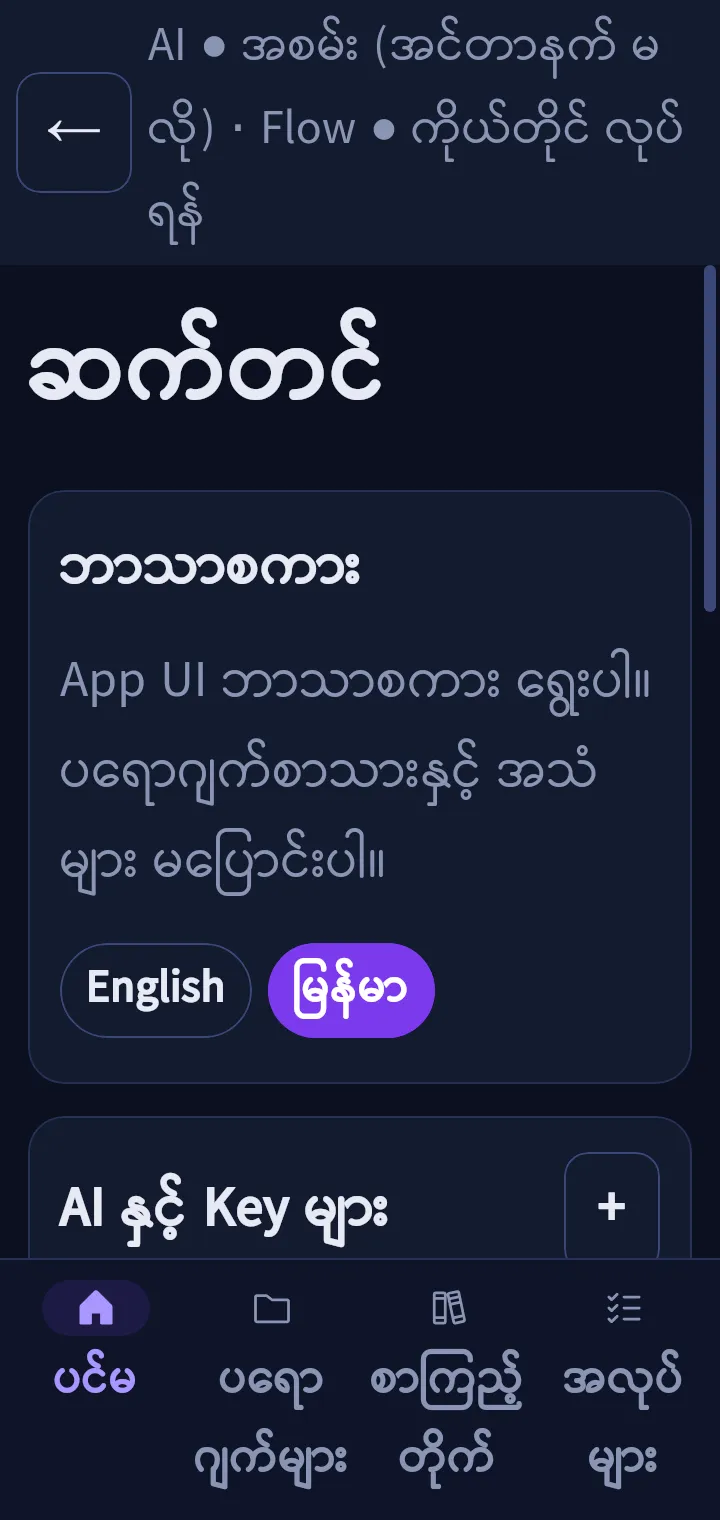 AI ● အစမ်း (အင်တာနက် မ
လို) · Flow ● ကိုယ်တိုင် လုပ်
ရန်
←
ဆက်တင်
ဘာသာစကား
App UI ဘာသာစကား ရွေးပါ။
ပရောဂျက်စာသားနှင့် အသံ
များ မပြောင်းပါ။
English မြန်မာ
AI နှင့် Key များ +
ပင်မ ပရော စာကြည့် အလုပ်
ဂျက်များ တိုက် များ